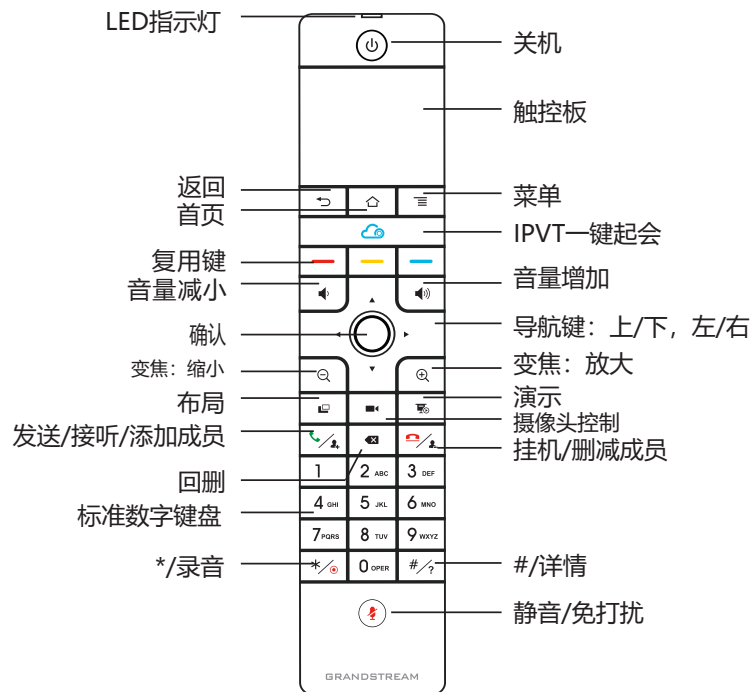 LED指示灯
关机
触控板
返回
首页
菜单
IPVT一键起会
复用键
音量减小
音量增加
确认
导航键：上/下，左/右
变焦：缩小
变焦：放大
布局
演示
摄像头控制
发送/接听/添加成员
挂机/删减成员
回删
标准数字键盘
1
2 ABC
3 DEF
4 GHI
5 JKL
6 MNO
7 PQRS
8 TUV
9 WXYZ
*/录音
*/
0 OPER
#/?
#/详情
静音/免打扰
GRANDSTREAM